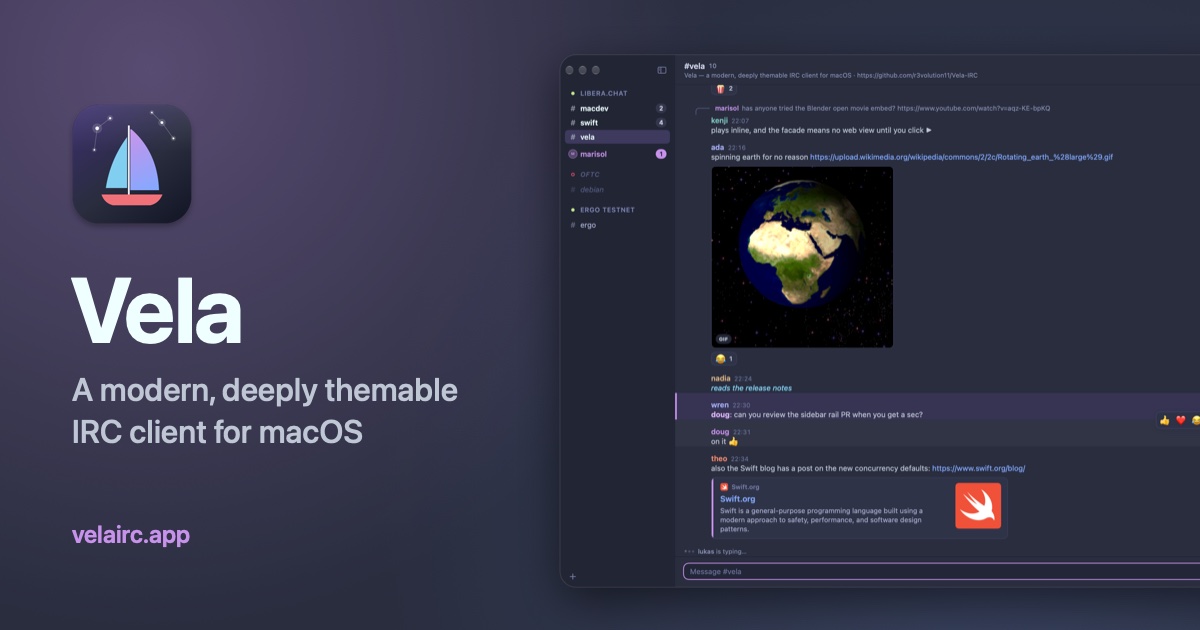 Vela
A modern, deeply themable
IRC client for macOS
velairc.app
LIBERA.CHAT
# macdev 2
# swift 4
# vela
marisol 1
OFTC
debian
ERGO TESTNET
# ergo
+
#vela 10
Vela — a modern, deeply themable IRC client for macOS · https://github.com/r3volution11/Vela-IRC
🍿 2
marisol has anyone tried the Blender open movie embed? https://www.youtube.com/watch?v=aqz-KE-bpKQ
kenji 22:07
plays inline, and the facade means no web view until you click ▶
ada 22:16
spinning earth for no reason https://upload.wikimedia.org/wikipedia/commons/2/2c/Rotating_earth_%28large%29.gif
GIF
😂 1
nadia 22:24
reads the release notes
wren 22:30
doug: can you review the sidebar rail PR when you get a sec?
👍 ❤️ 😂
doug 22:31
on it 👍
theo 22:34
also the Swift blog has a post on the new concurrency defaults: https://www.swift.org/blog/
Swift.org
Swift.org
Swift is a general-purpose programming language built using a
modern approach to safety, performance, and software design
patterns.
lukas is typing...
Message #vela